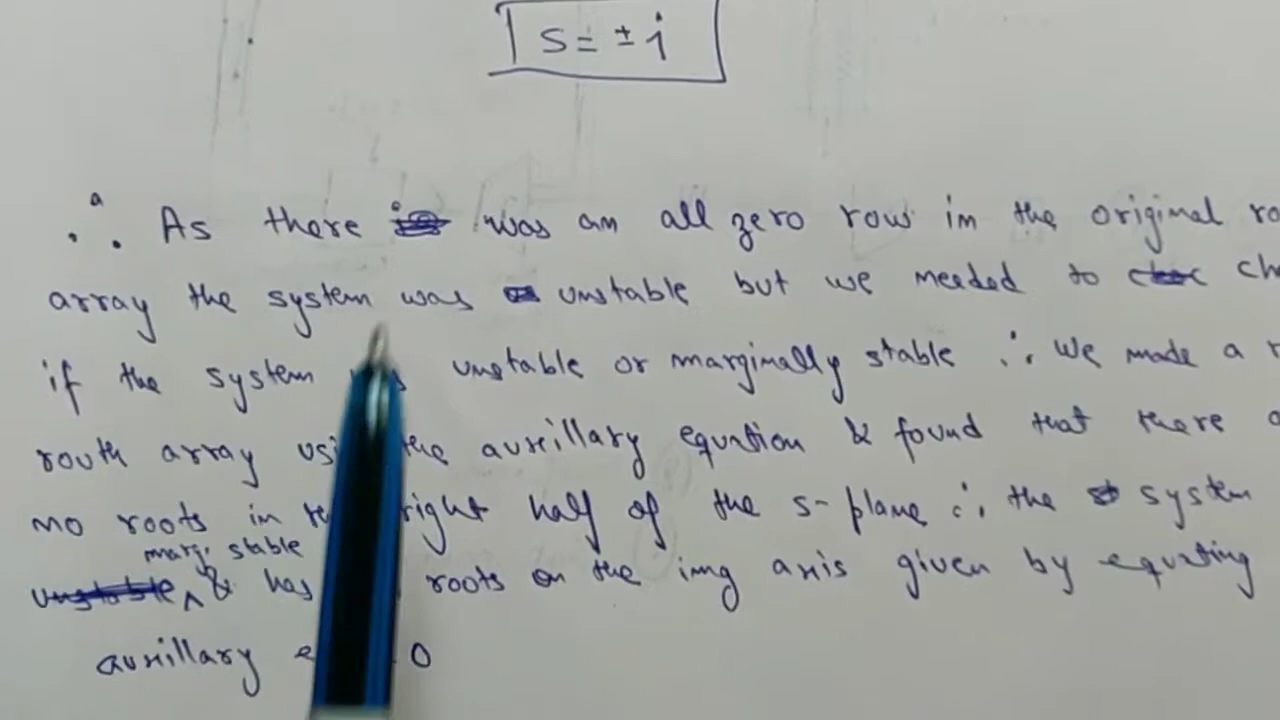 s = ± j
∴ As there was an all zero row in the original
array the system was unstable but we needed to
if the system unstable or marginally stable ∴ we made a
routh array the auxillary equation & found that there
no roots in right half of the s-plane ∴ the system
marg. stable
unstable & has roots on the img axis given by equating
auxillary 0